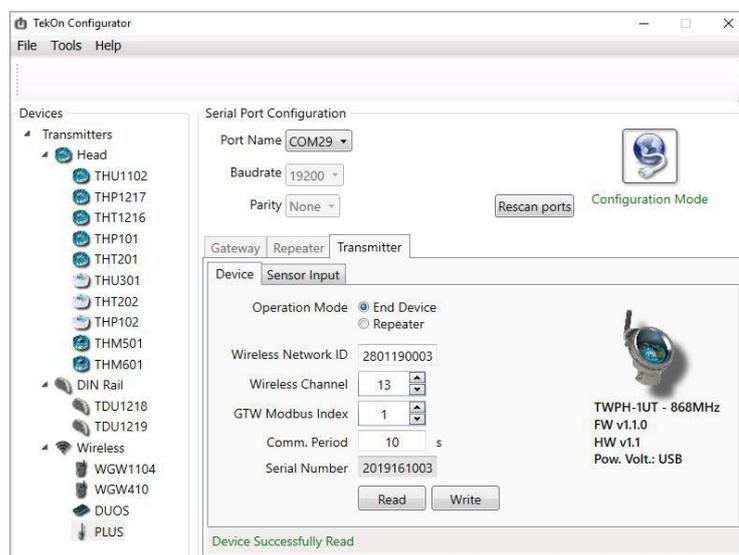 TekOn Configurator
File Tools Help
Devices
Transmitters
Head
THU1102
THP1217
THT1216
THP101
THT201
THU301
THT202
THP102
THM501
THM601
DIN Rail
TDU1218
TDU1219
Wireless
WGW1104
WGW410
DUOS
PLUS
Serial Port Configuration
Port Name COM29
Baudrate 19200
Parity None
Rescan ports
Configuration Mode
Gateway Repeater Transmitter
Device Sensor Input
Operation Mode End Device
Repeater
Wireless Network ID 2801190003
Wireless Channel 13
GTW Modbus Index 1
Comm. Period 10 s
Serial Number 2019161003
Read Write
TWPH-1UT - 868MHz
FW v1.1.0
HW v1.1
Pow. Volt.: USB
Device Successfully Read